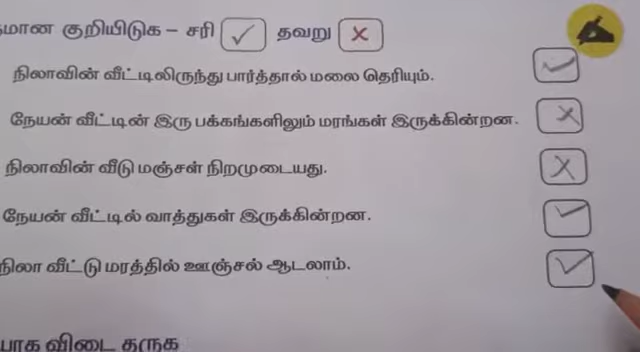 மான குறியிடுக – சரி ✓ தவறு ×
நிலாவின் வீட்டிலிருந்து பார்த்தால் மலை தெரியும். ✓
நேயன் வீட்டின் இரு பக்கங்களிலும் மரங்கள் இருக்கின்றன. ×
நிலாவின் வீடு மஞ்சள் நிறமுடையது. ×
நேயன் வீட்டில் வாத்துகள் இருக்கின்றன. ✓
நிலா வீட்டு மரத்தில் ஊஞ்சல் ஆடலாம். ✓
யாக விடை தருக